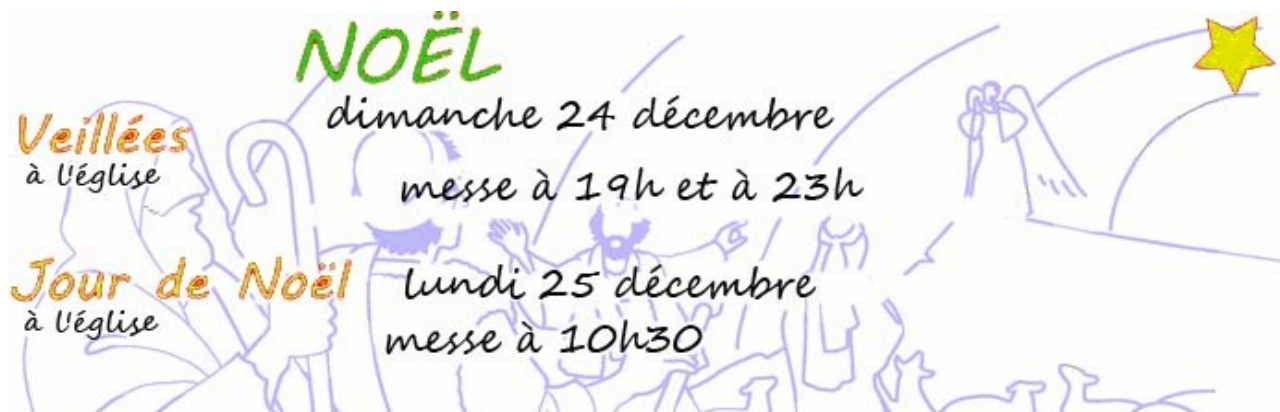 NOËL
dimanche 24 décembre
Veillées
à l'église
messe à 19h et à 23h
Jour de Noël
à l'église
lundi 25 décembre
messe à 10h30